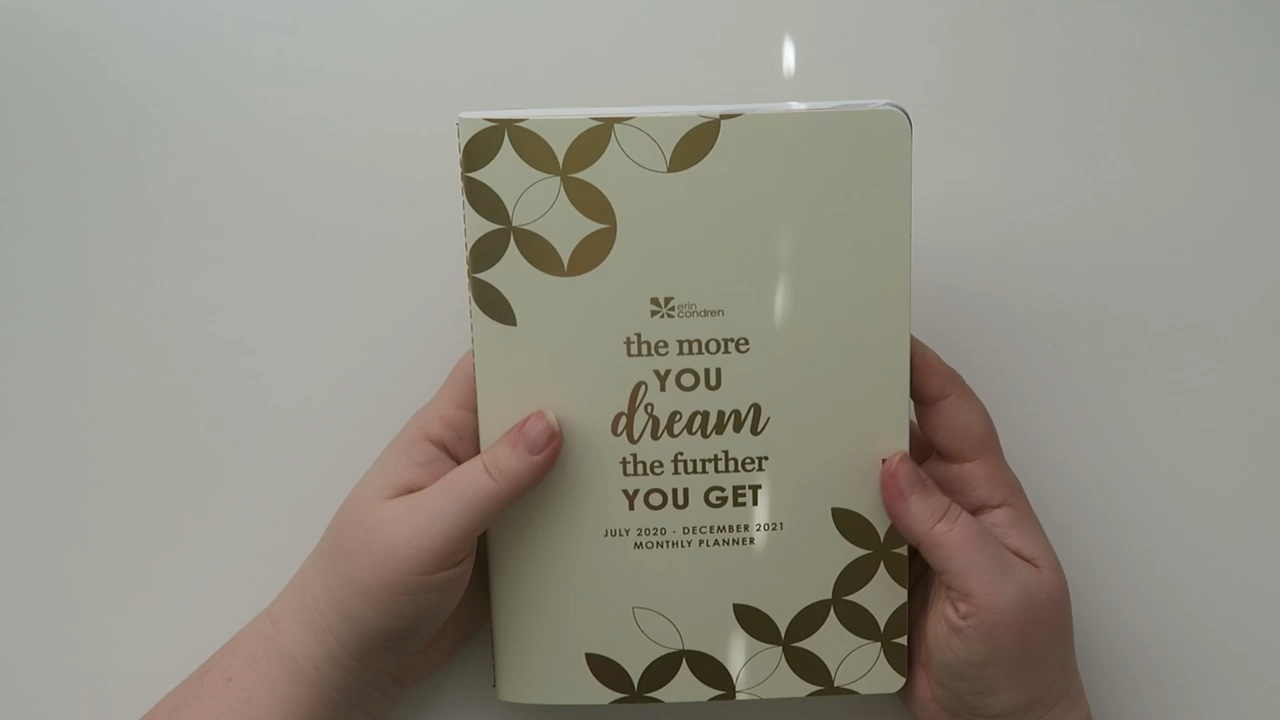 erin
condren
the more
YOU
dream
the further
YOU GET
JULY 2020 - DECEMBER 2021
MONTHLY PLANNER